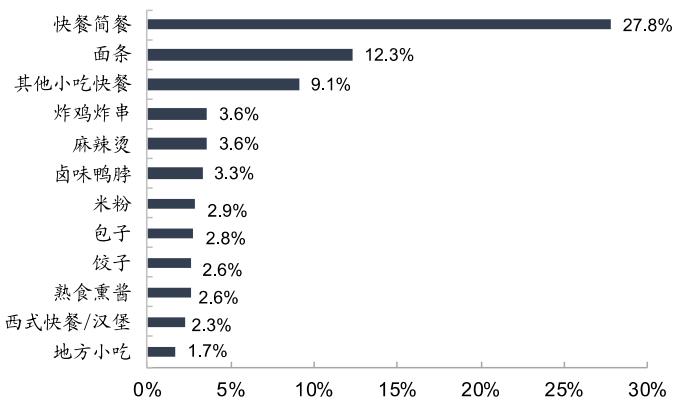 快餐简餐 27.8%
面条 12.3%
其他小吃快餐 9.1%
炸鸡炸串 3.6%
麻辣烫 3.6%
卤味鸭脖 3.3%
米粉 2.9%
包子 2.8%
饺子 2.6%
熟食熏酱 2.6%
西式快餐/汉堡 2.3%
地方小吃 1.7%
0% 5% 10% 15% 20% 25% 30%